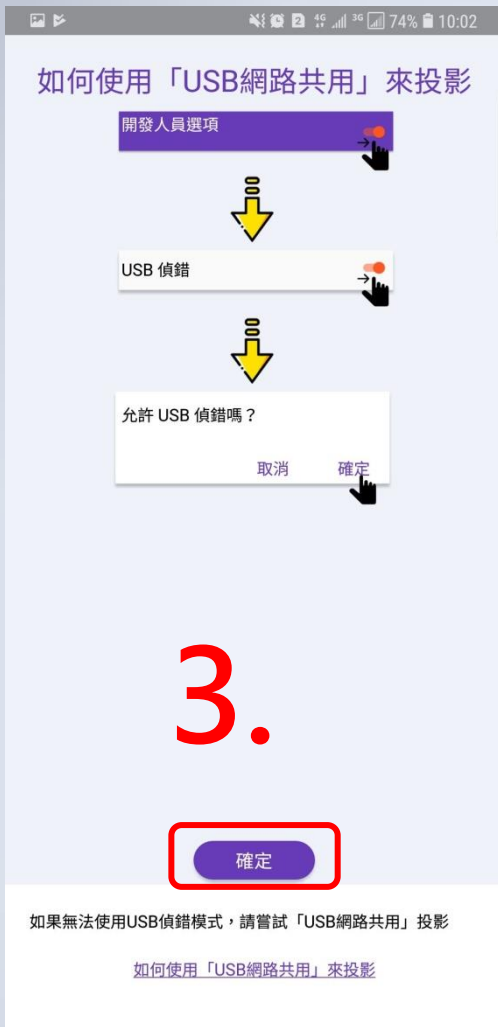 2 4G 3G 74% 10:02
如何使用「USB網路共用」來投影
開發人員選項
USB 偵錯
允許 USB 偵錯嗎？
取消 確定
3.
確定
如果無法使用USB偵錯模式，請嘗試「USB網路共用」投影
如何使用「USB網路共用」來投影